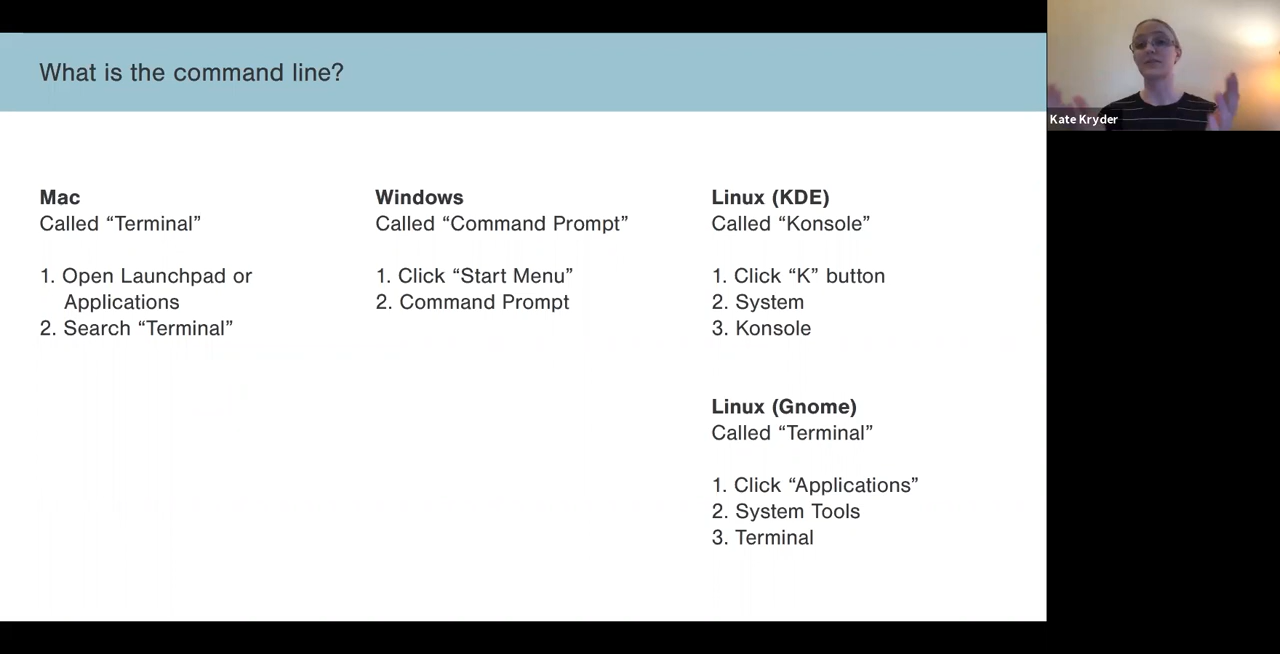 What is the command line?
Kate Kryder
Mac
Called “Terminal”
1. Open Launchpad or
Applications
2. Search “Terminal”
Windows
Called “Command Prompt”
1. Click “Start Menu”
2. Command Prompt
Linux (KDE)
Called “Konsole”
1. Click “K” button
2. System
3. Konsole
Linux (Gnome)
Called “Terminal”
1. Click “Applications”
2. System Tools
3. Terminal